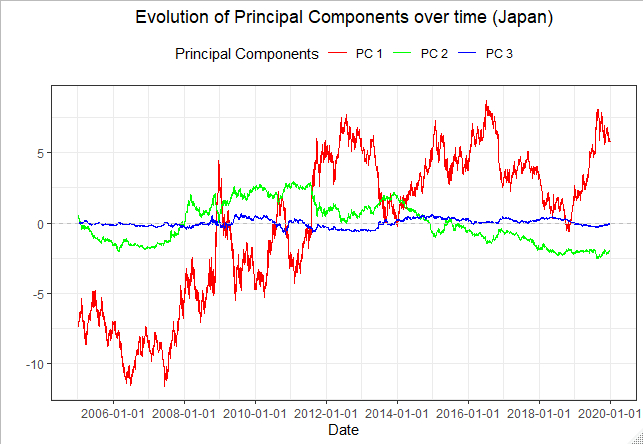 Evolution of Principal Components over time (Japan)
Principal Components PC 1 PC 2 PC 3
5
0
-5
-10
2006-01-01 2008-01-01 2010-01-01 2012-01-01 2014-01-01 2016-01-01 2018-01-01 2020-01-01
Date